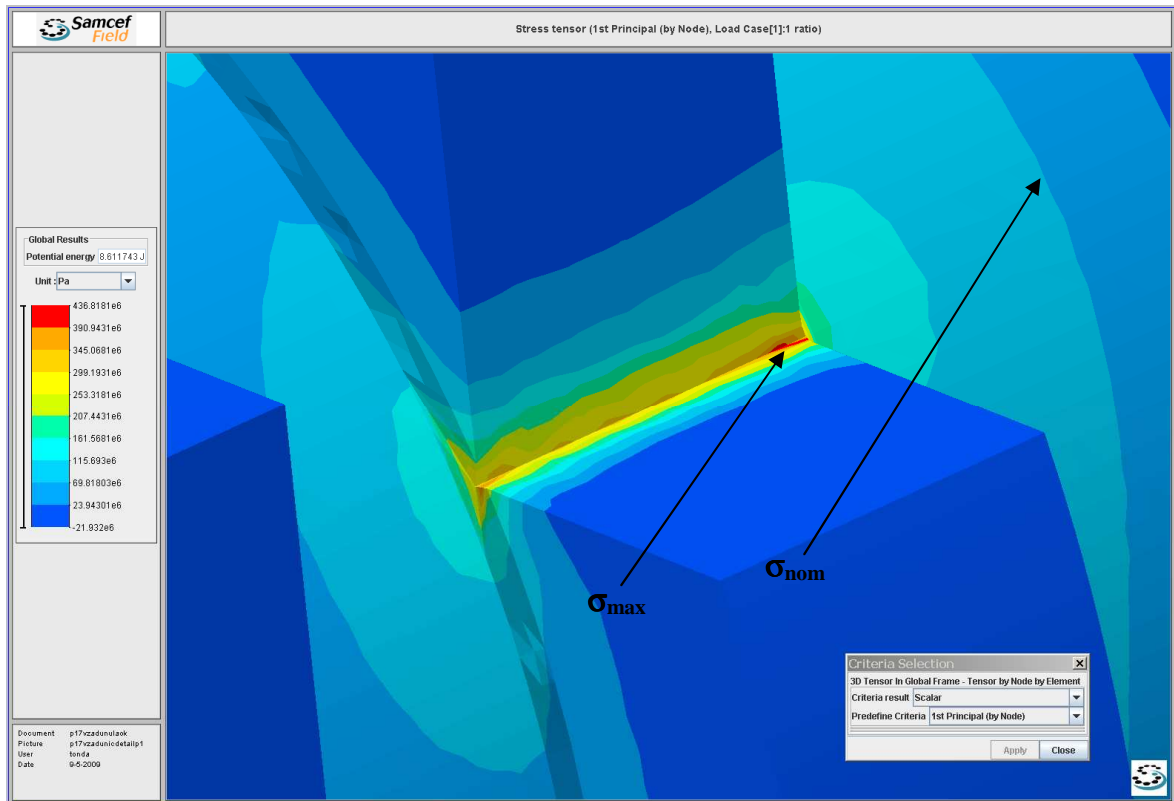 Samcef
Field
Stress tensor (1st Principal (by Node), Load Case[1]:1 ratio)
Global Results
Potential energy 8.611743 J
Unit : Pa
436.8181e6
390.9431e6
345.0681e6
299.1931e6
253.3181e6
207.4431e6
161.5681e6
115.693e6
69.81803e6
23.94301e6
-21.932e6
σnom
σmax
Criteria Selection
3D Tensor In Global Frame - Tensor by Node by Element
Criteria result Scalar
Predefine Criteria 1st Principal (by Node)
Apply Close
Document p17vzadunulaok
Picture p17vzadunicdetailp1
User tonda
Date 9-5-2009